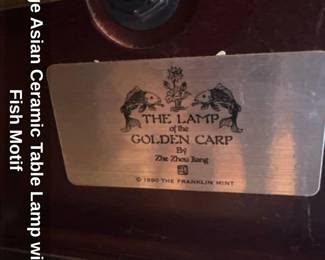 ge Asian Ceramic Table Lamp wi
Fish Motif
THE LAMP
of the
GOLDEN CARP
By
Zhe Zhou Jiang
© 1990 THE FRANKLIN MINT